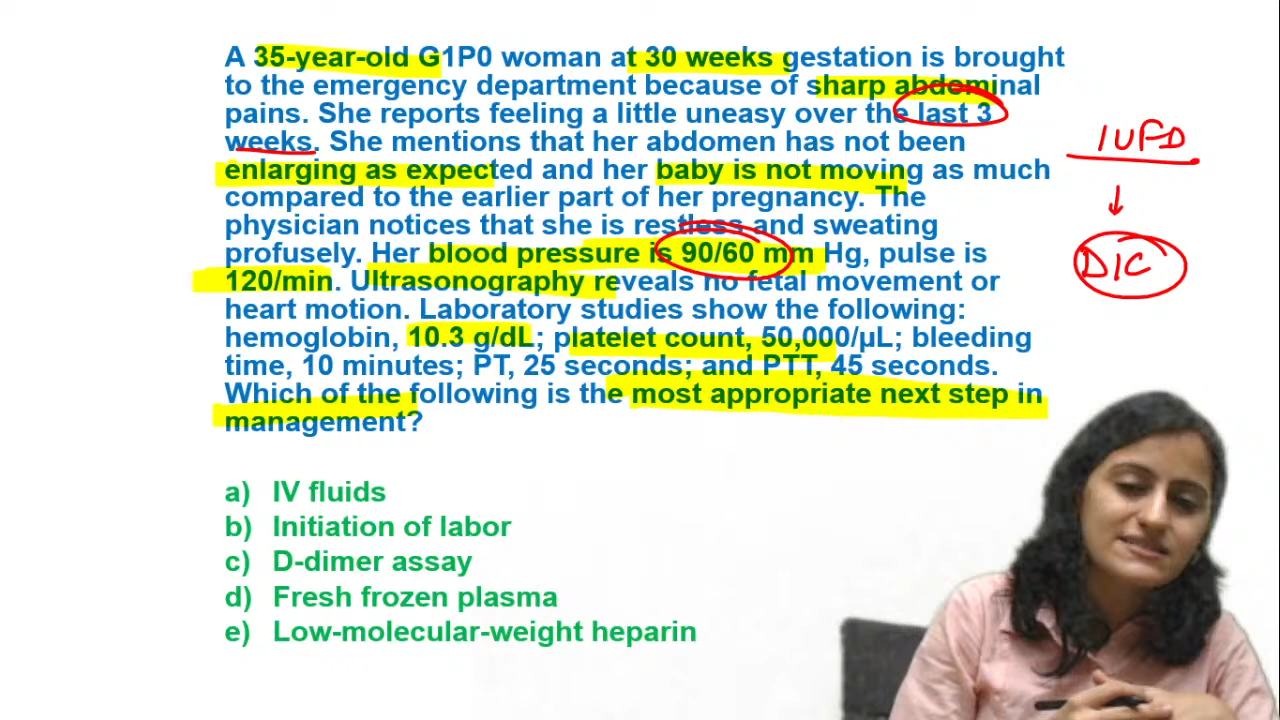 A 35-year-old G1P0 woman at 30 weeks gestation is brought
to the emergency department because of sharp abdominal
pains. She reports feeling a little uneasy over the last 3
weeks. She mentions that her abdomen has not been
enlarging as expected and her baby is not moving as much
compared to the earlier part of her pregnancy. The
physician notices that she is restless and sweating
profusely. Her blood pressure is 90/60 mm Hg, pulse is
120/min. Ultrasonography reveals no fetal movement or
heart motion. Laboratory studies show the following:
hemoglobin, 10.3 g/dL; platelet count, 50,000/µL; bleeding
time, 10 minutes; PT, 25 seconds; and PTT, 45 seconds.
Which of the following is the most appropriate next step in
management?
a) IV fluids
b) Initiation of labor
c) D-dimer assay
d) Fresh frozen plasma
e) Low-molecular-weight heparin
IUFD
↓
DIC